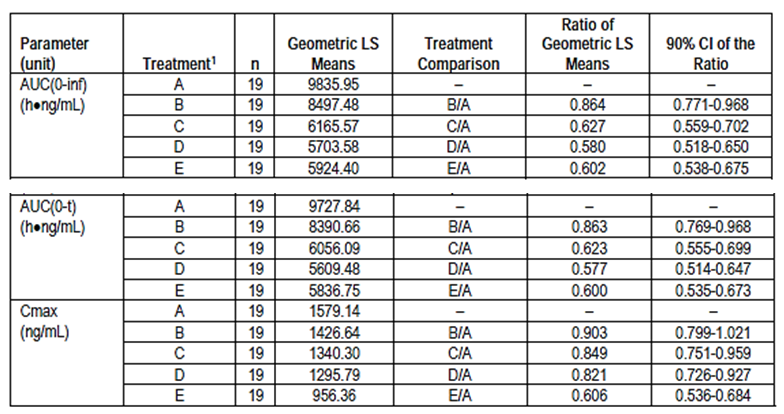 Parameter (unit) Treatment1 n Geometric LS Means Treatment Comparison Ratio of Geometric LS Means 90% CI of the Ratio
AUC(0-inf) (h●ng/mL) A 19 9835.95 – – –
B 19 8497.48 B/A 0.864 0.771-0.968
C 19 6165.57 C/A 0.627 0.559-0.702
D 19 5703.58 D/A 0.580 0.518-0.650
E 19 5924.40 E/A 0.602 0.538-0.675
AUC(0-t) (h●ng/mL) A 19 9727.84 – – –
B 19 8390.66 B/A 0.863 0.769-0.968
C 19 6056.09 C/A 0.623 0.555-0.699
D 19 5609.48 D/A 0.577 0.514-0.647
E 19 5836.75 E/A 0.600 0.535-0.673
Cmax (ng/mL) A 19 1579.14 – – –
B 19 1426.64 B/A 0.903 0.799-1.021
C 19 1340.30 C/A 0.849 0.751-0.959
D 19 1295.79 D/A 0.821 0.726-0.927
E 19 956.36 E/A 0.606 0.536-0.684